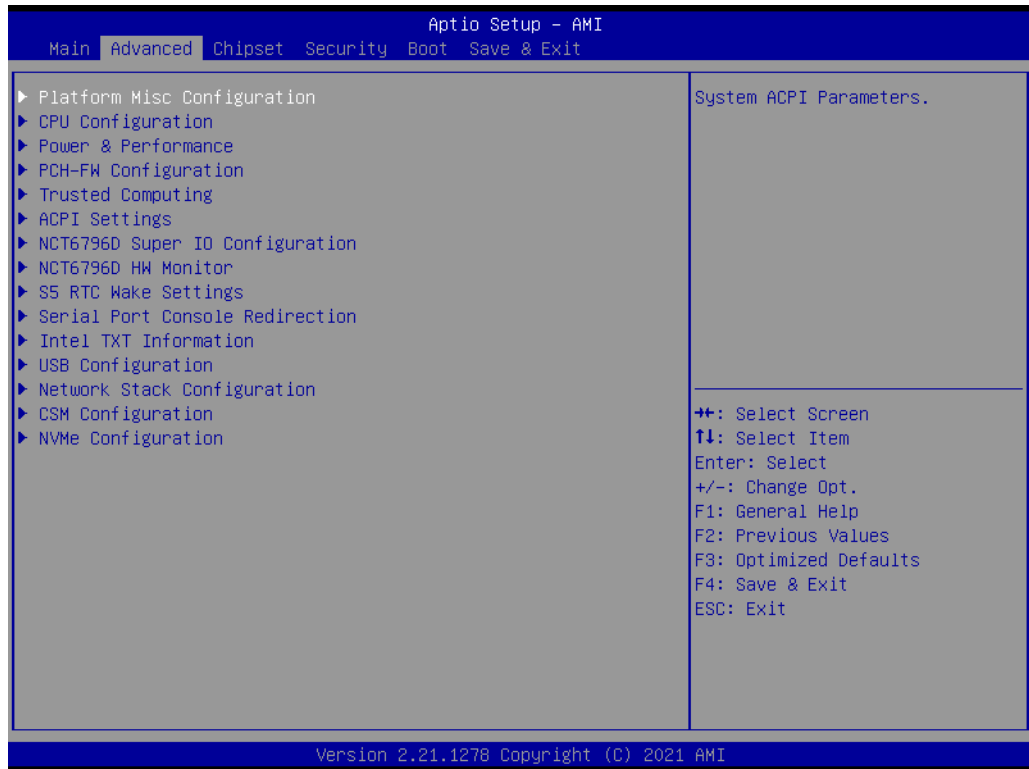 Aptio Setup – AMI
Main Advanced Chipset Security Boot Save & Exit
▶ Platform Misc Configuration
▶ CPU Configuration
▶ Power & Performance
▶ PCH-FW Configuration
▶ Trusted Computing
▶ ACPI Settings
▶ NCT6796D Super IO Configuration
▶ NCT6796D HW Monitor
▶ S5 RTC Wake Settings
▶ Serial Port Console Redirection
▶ Intel TXT Information
▶ USB Configuration
▶ Network Stack Configuration
▶ CSM Configuration
▶ NVMe Configuration
System ACPI Parameters.
→←: Select Screen
↑↓: Select Item
Enter: Select
+/-: Change Opt.
F1: General Help
F2: Previous Values
F3: Optimized Defaults
F4: Save & Exit
ESC: Exit
Version 2.21.1278 Copyright (C) 2021 AMI